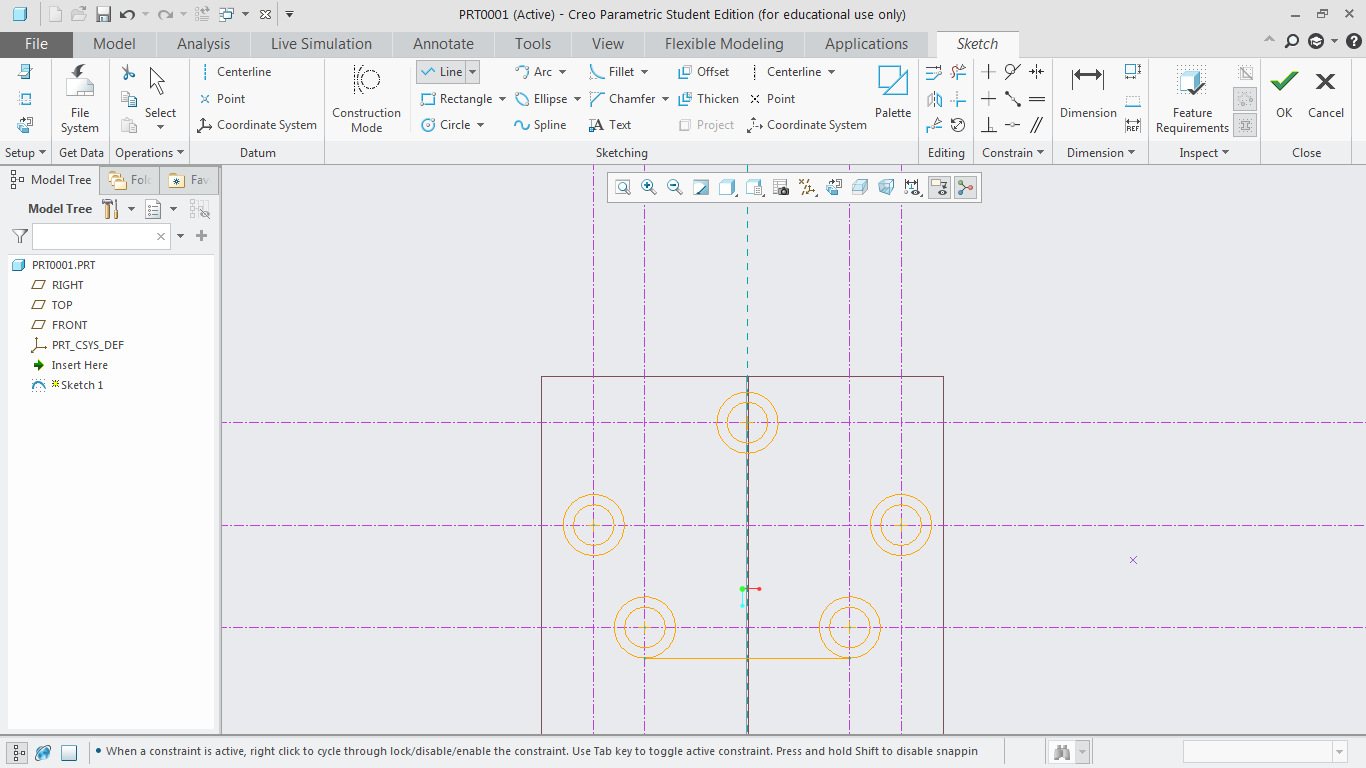 PRT0001 (Active) - Creo Parametric Student Edition (for educational use only)
File Model Analysis Live Simulation Annotate Tools View Flexible Modeling Applications Sketch
Centerline
Point
Coordinate System
File System
Select
Construction Mode
Line Arc Fillet Offset Centerline
Rectangle Ellipse Chamfer Thicken Point
Circle Spline Text Project Coordinate System
Palette
Dimension
REF
Feature Requirements
OK
Cancel
Setup Get Data Operations Datum Sketching Editing Constrain Dimension Inspect Close
Model Tree Fol Fav
Model Tree
PRT0001.PRT
RIGHT
TOP
FRONT
PRT_CSYS_DEF
Insert Here
Sketch 1
• When a constraint is active, right click to cycle through lock/disable/enable the constraint. Use Tab key to toggle active constraint. Press and hold Shift to disable snappin